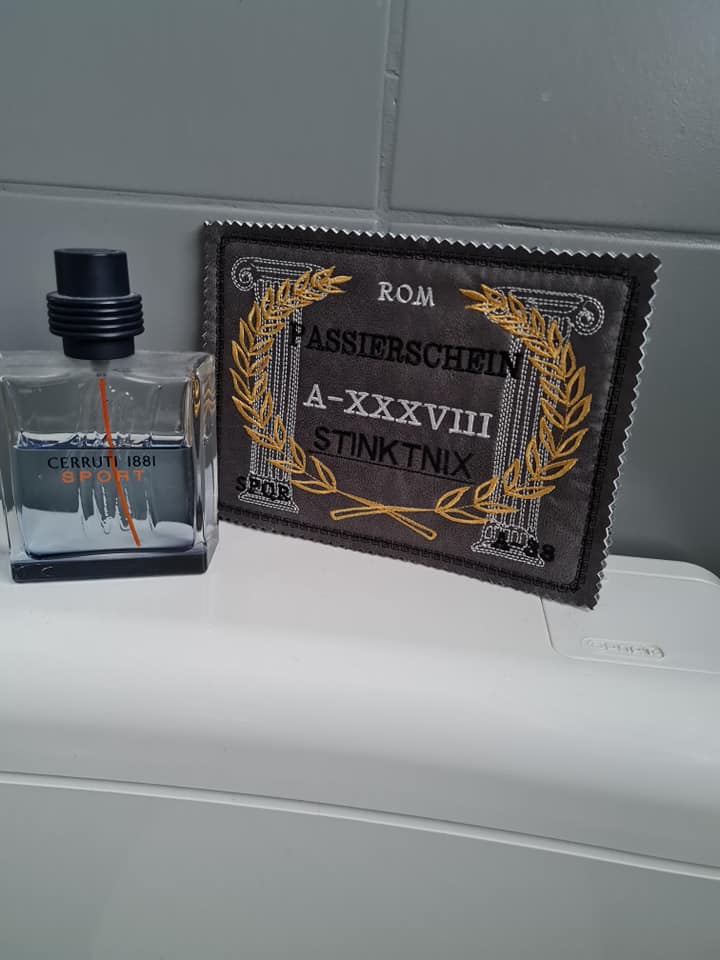 CERRUTI 1881
SPORT
ROM
PASSIERSCHEIN
A-XXXVIII
STINKTNIX
SPQR
A-38